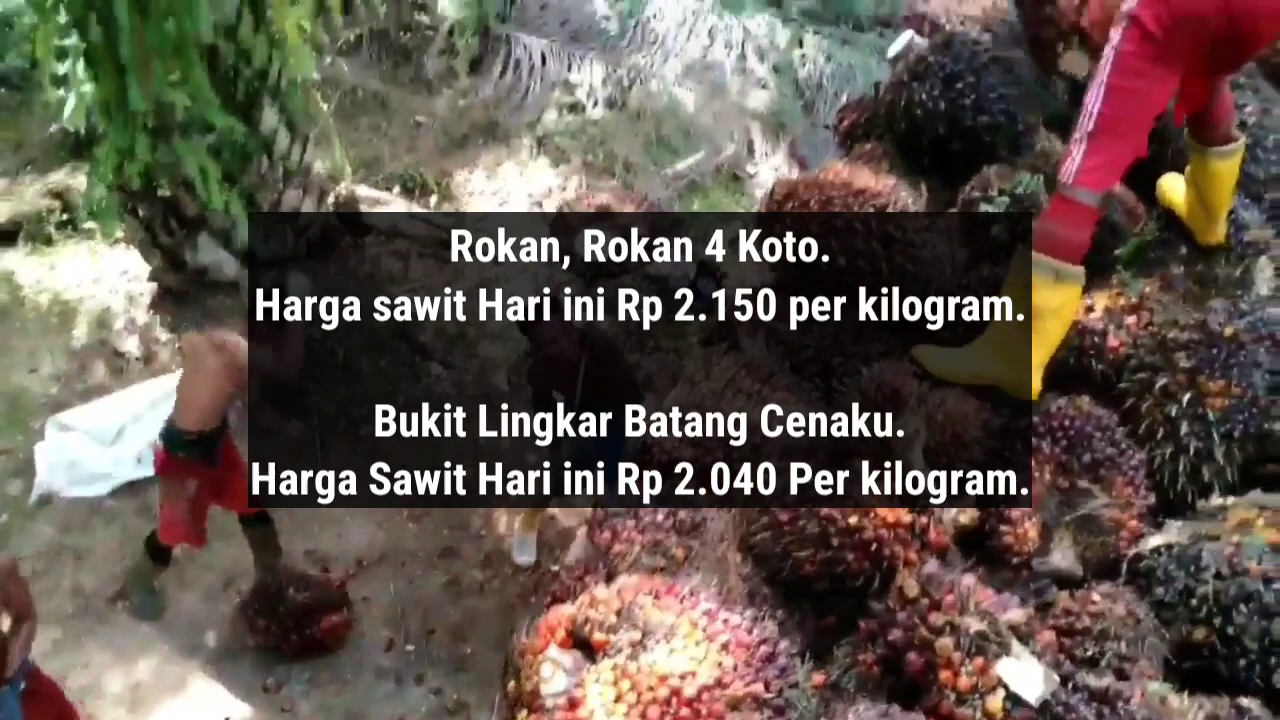 Rokan, Rokan 4 Koto.
Harga sawit Hari ini Rp 2.150 per kilogram.
Bukit Lingkar Batang Cenaku.
Harga Sawit Hari ini Rp 2.040 Per kilogram.